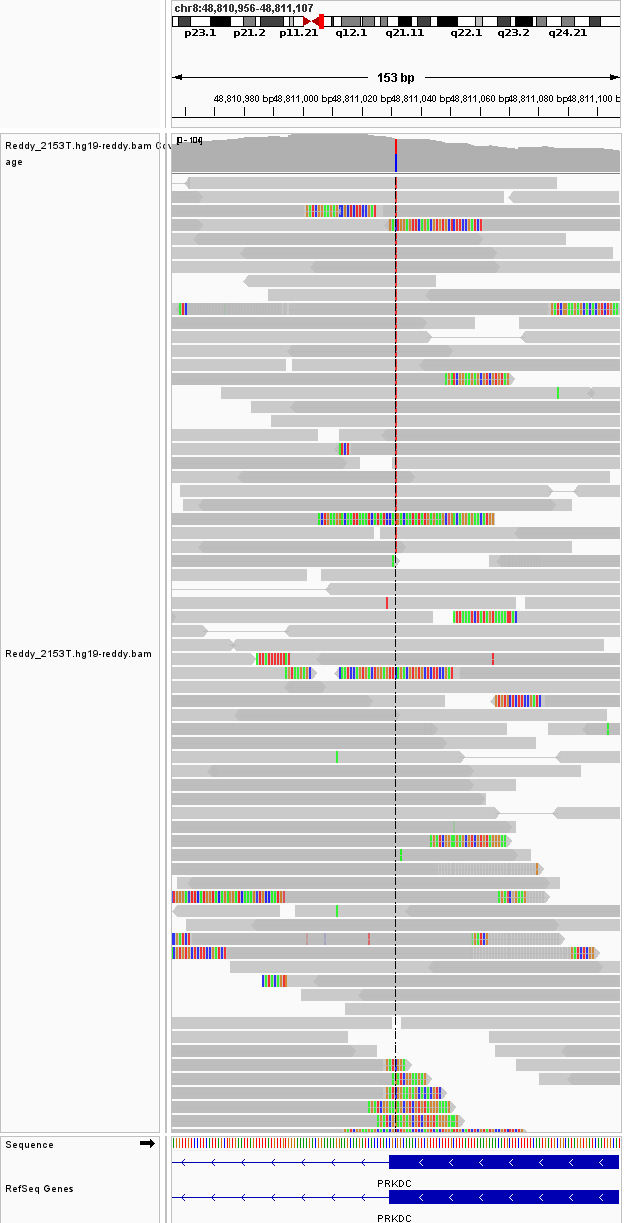 chr8:48,810,956-48,811,107
p23.1 p21.2 p11.21 q12.1 q21.11 q22.1 q23.2 q24.21
153 bp
48,810,980 bp 48,811,000 bp 48,811,020 bp 48,811,040 bp 48,811,060 bp 48,811,080 bp 48,811,100 b
Reddy_2153T.hg19-reddy.bam Cov
age
[0 - 106]
Reddy_2153T.hg19-reddy.bam
Sequence
RefSeq Genes
PRKDC
PRKDC